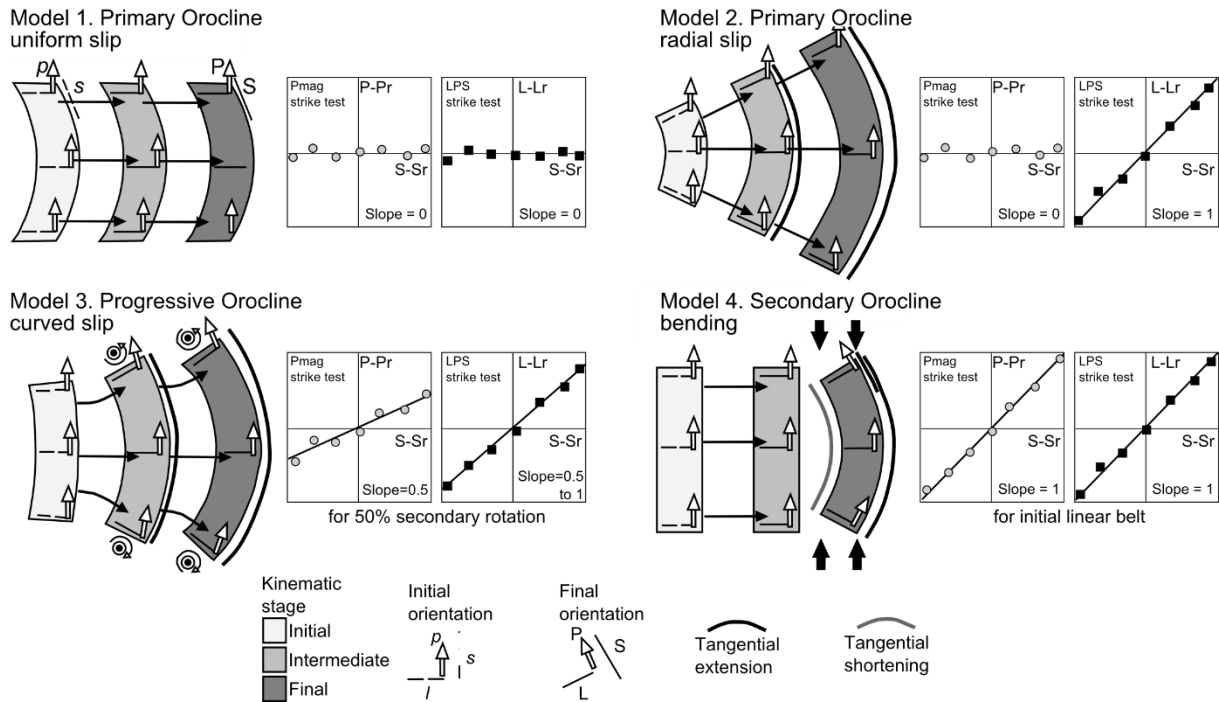 Model 1. Primary Orocline
uniform slip
p
s
P
S
Pmag
strike test
P-Pr
S-Sr
Slope = 0
LPS
strike test
L-Lr
S-Sr
Slope = 0
Model 2. Primary Orocline
radial slip
Pmag
strike test
P-Pr
S-Sr
Slope = 0
LPS
strike test
L-Lr
S-Sr
Slope = 1
Model 3. Progressive Orocline
curved slip
Pmag
strike test
P-Pr
S-Sr
Slope=0.5
LPS
strike test
L-Lr
S-Sr
Slope=0.5
to 1
for 50% secondary rotation
Model 4. Secondary Orocline
bending
Pmag
strike test
P-Pr
S-Sr
Slope = 1
LPS
strike test
L-Lr
S-Sr
Slope = 1
for initial linear belt
Kinematic
stage
Initial
Intermediate
Final
Initial
orientation
p
s
l
Final
orientation
P
S
L
Tangential
extension
Tangential
shortening